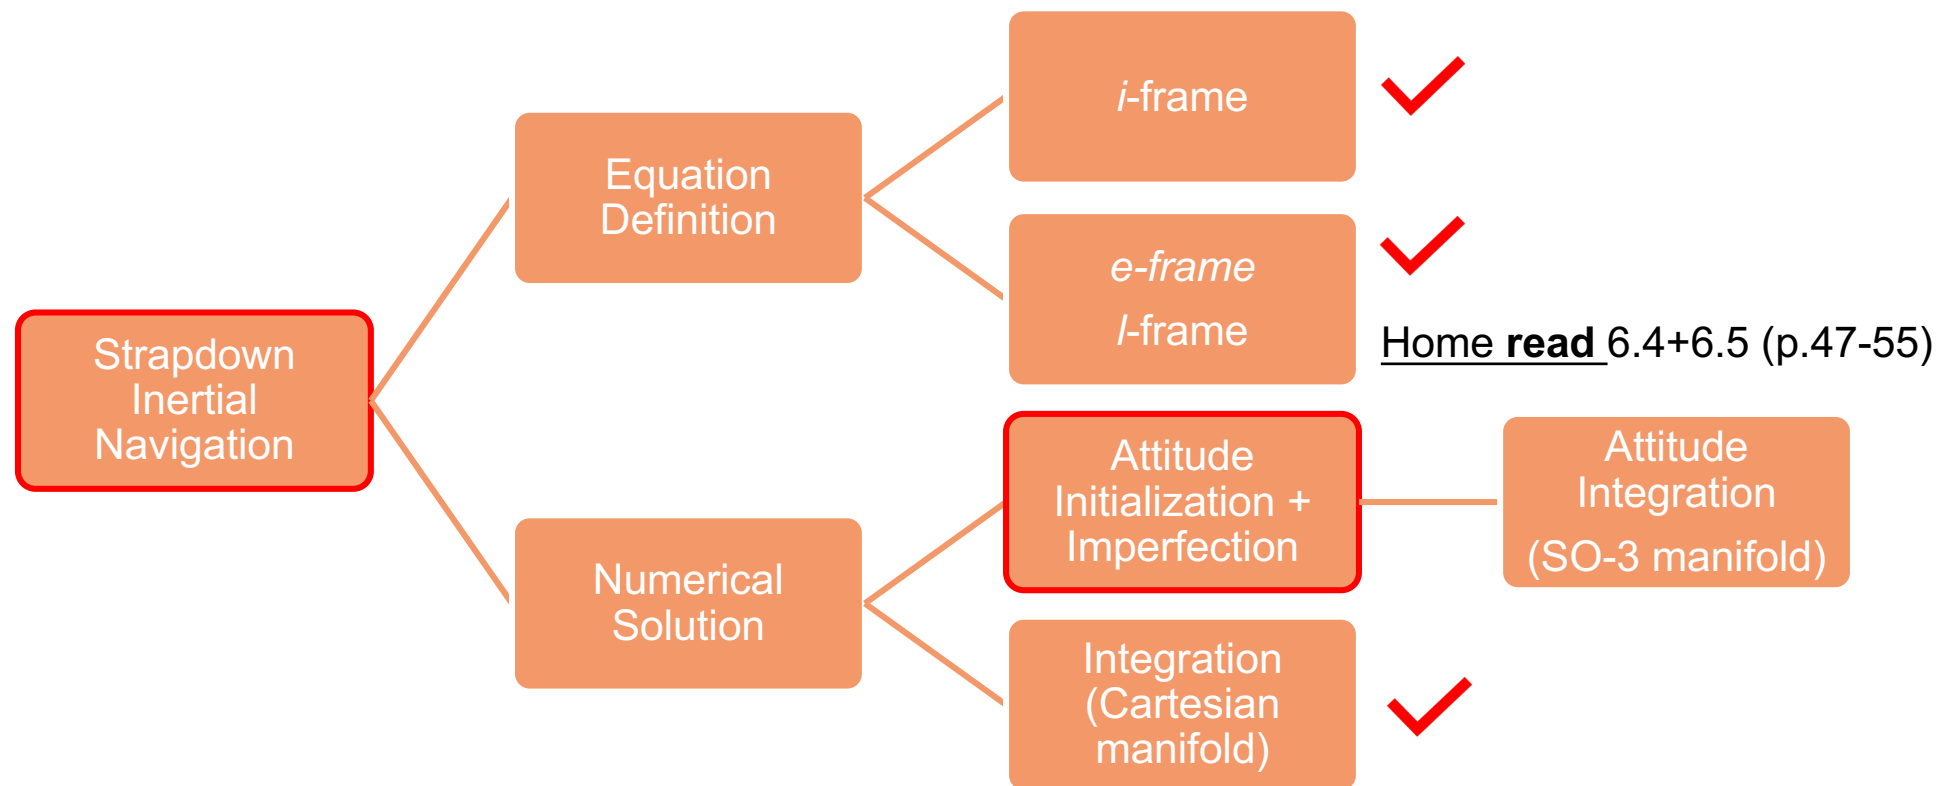 Strapdown
Inertial
Navigation
Equation
Definition
i-frame
e-frame
l-frame
Home read 6.4+6.5 (p.47-55)
Numerical
Solution
Attitude
Initialization +
Imperfection
Attitude
Integration
(SO-3 manifold)
Integration
(Cartesian
manifold)